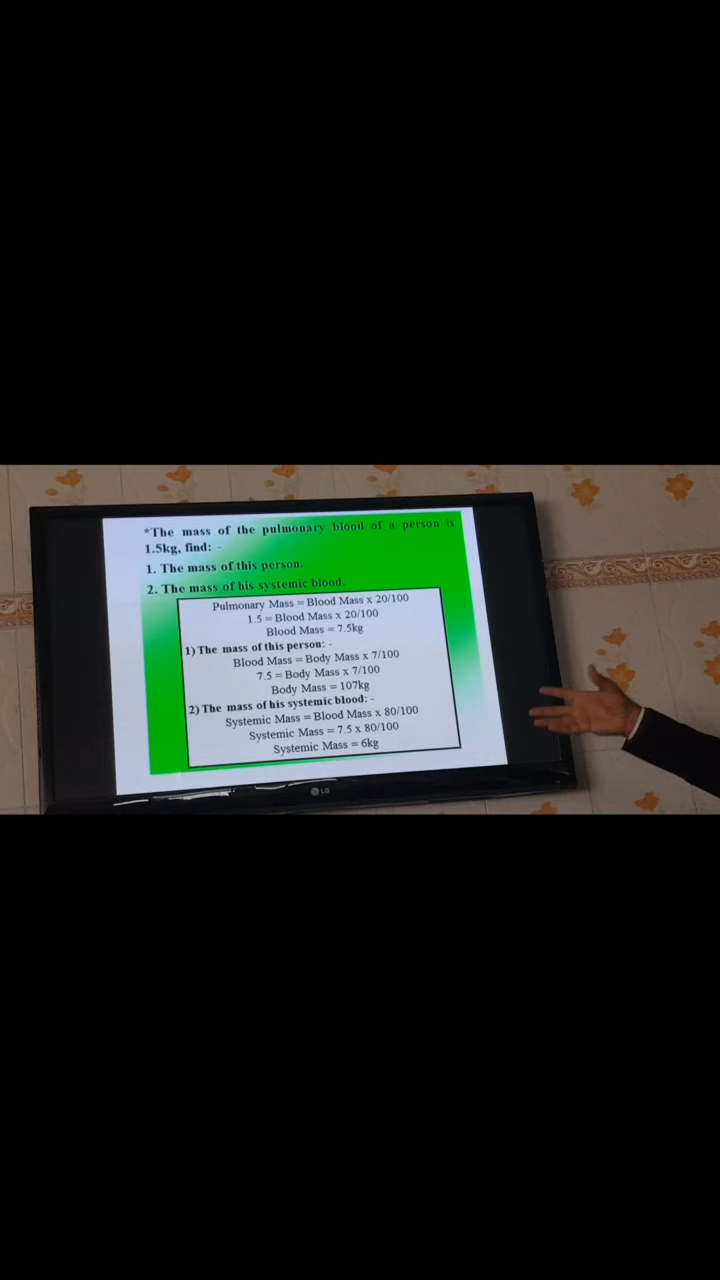 *The mass of the pulmonary blood of a person is
1.5kg, find: -
1. The mass of this person.
2. The mass of his systemic blood.
Pulmonary Mass = Blood Mass x 20/100
1.5 = Blood Mass x 20/100
Blood Mass = 7.5kg
1) The mass of this person: -
Blood Mass = Body Mass x 7/100
7.5 = Body Mass x 7/100
Body Mass = 107kg
2) The mass of his systemic blood: -
Systemic Mass = Blood Mass x 80/100
Systemic Mass = 7.5 x 80/100
Systemic Mass = 6kg
LG